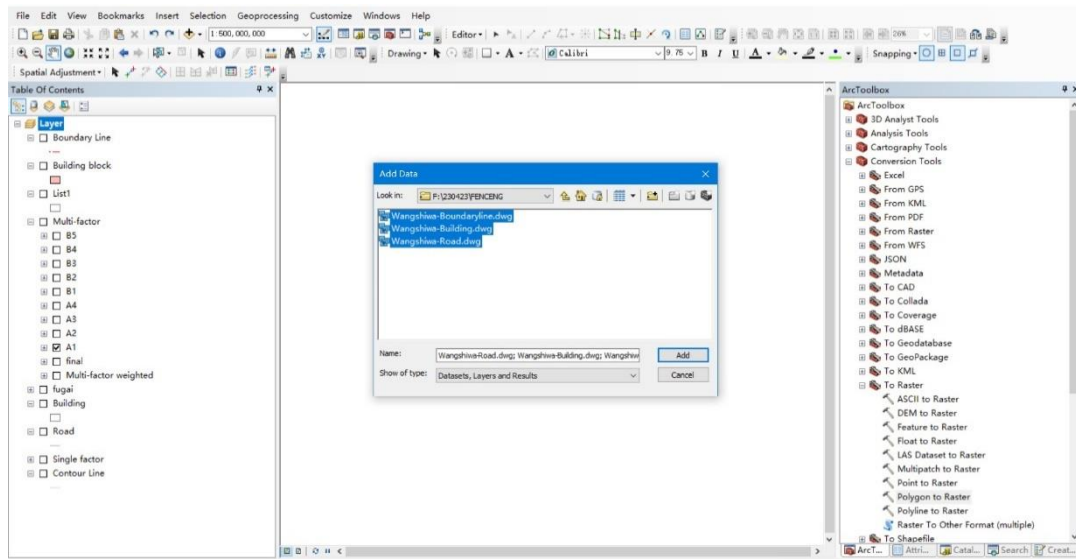 File Edit View Bookmarks Insert Selection Geoprocessing Customize Windows Help
1:500,000,000 Editor 26%
Drawing A Calibri 9.76 B I U A Snapping
Spatial Adjustment
Table Of Contents
Layer
Boundary Line
Building block
List1
Multi-factor
B5
B4
B3
B2
B1
A4
A3
A2
A1
final
Multi-factor weighted
fugai
Building
Road
Single factor
Contour Line
Add Data
Look in: F:\230423\FENCENG
Wangshiwa-Boundaryline.dwg
Wangshiwa-Building.dwg
Wangshiwa-Road.dwg
Name: Wangshiwa-Road.dwg; Wangshiwa-Building.dwg; Wangshiw Add
Show of type: Datasets, Layers and Results Cancel
ArcToolbox
ArcToolbox
3D Analyst Tools
Analysis Tools
Cartography Tools
Conversion Tools
Excel
From GPS
From KML
From PDF
From Raster
From WFS
JSON
Metadata
To CAD
To Collada
To Coverage
To dBASE
To Geodatabase
To GeoPackage
To KML
To Raster
ASCII to Raster
DEM to Raster
Feature to Raster
Float to Raster
LAS Dataset to Raster
Multipatch to Raster
Point to Raster
Polygon to Raster
Polyline to Raster
Raster To Other Format (multiple)
To Shapefile
ArcT... Attri... Catal... Search Creat...